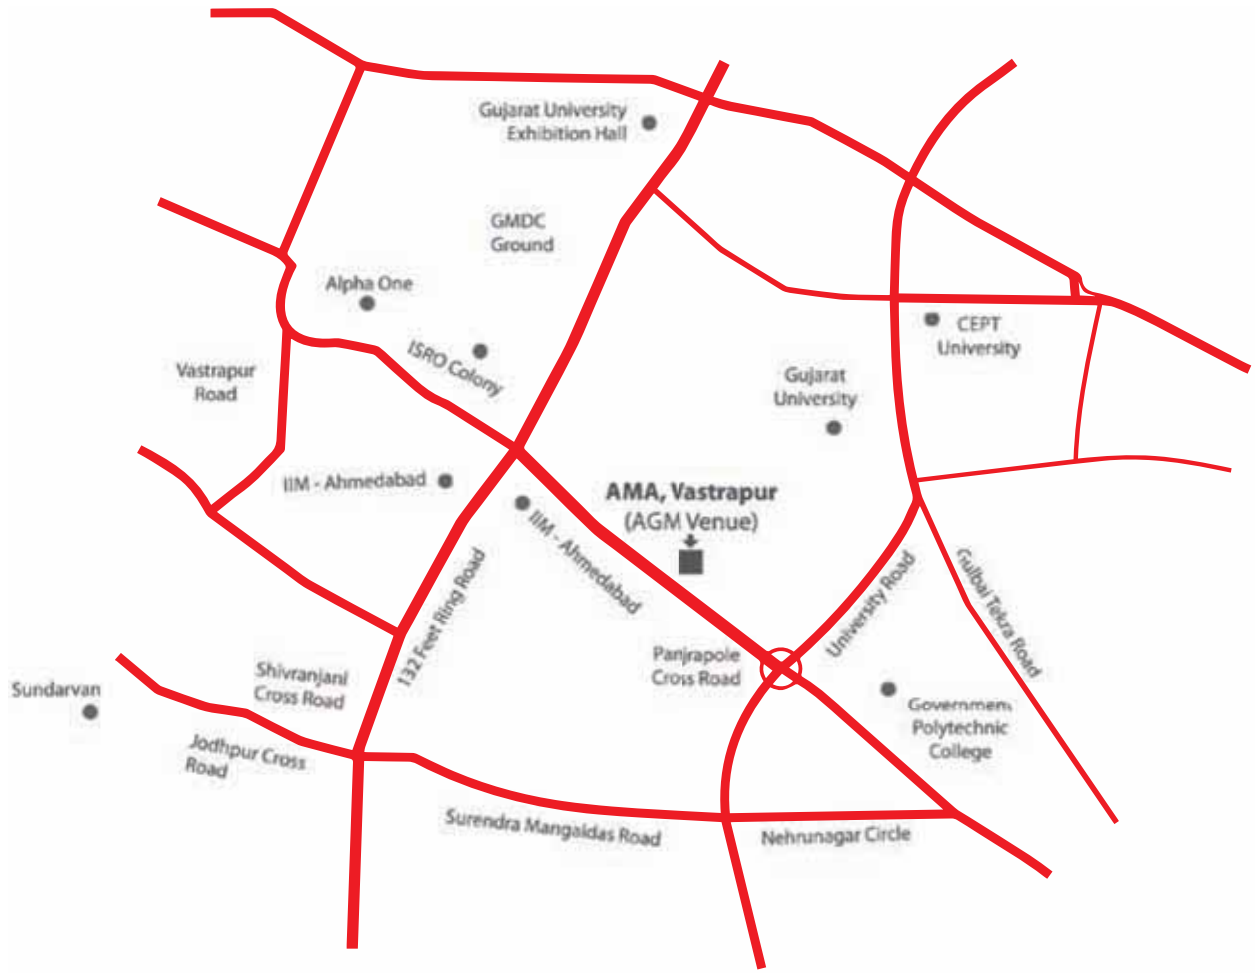 Gujarat University
Exhibition Hall
GMDC
Ground
Alpha One
ISRO Colony
CEPT
University
Vastrapur
Road
Gujarat
University
IIM - Ahmedabad
AMA, Vastrapur
(AGM Venue)
IIM - Ahmedabad
132 Feet Ring Road
University Road
Gulbai Tekra Road
Panjrapole
Cross Road
Shivranjani
Cross Road
Sundarvan
Government
Polytechnic
College
Jodhpur Cross
Road
Surendra Mangaldas Road
Nehrunagar Circle